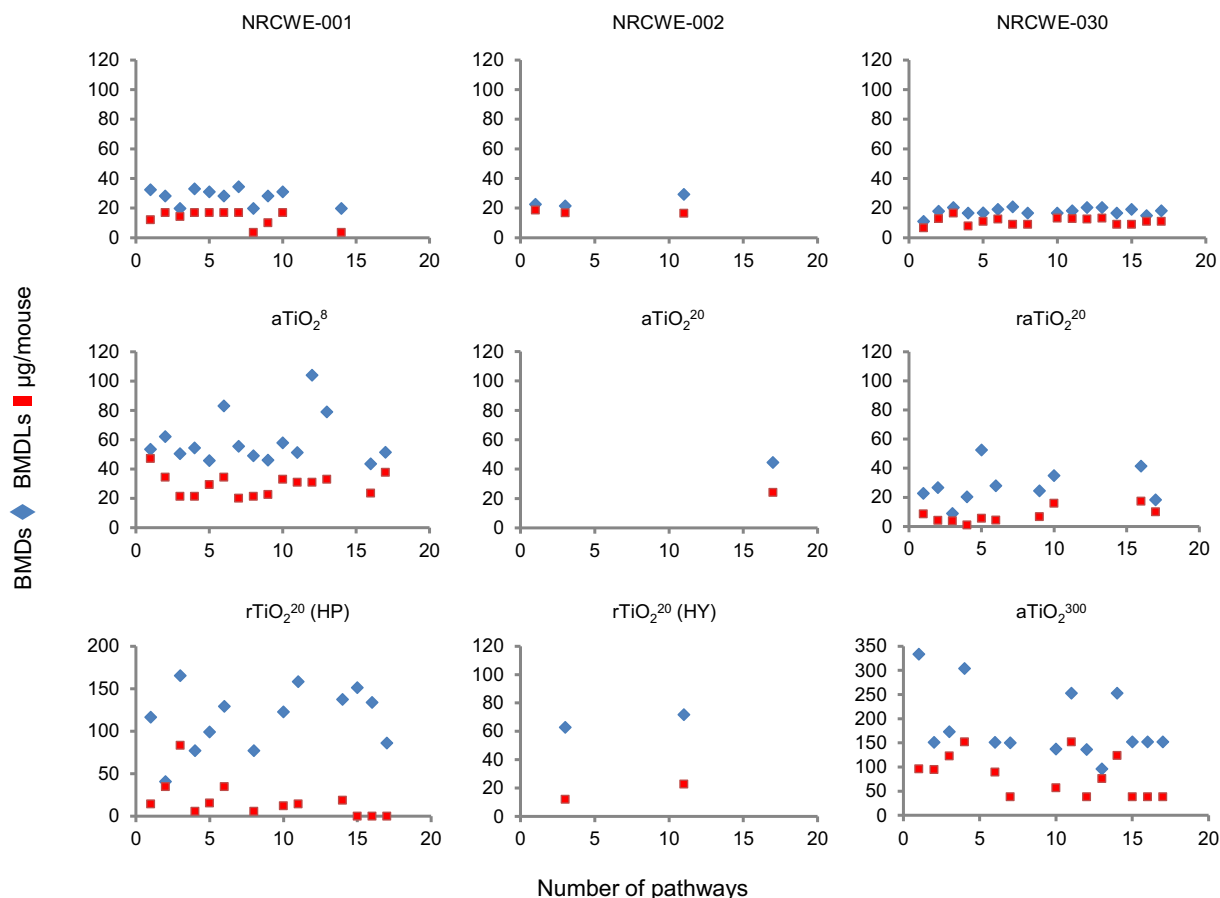 NRCWE-001 NRCWE-002 NRCWE-030
120 120 120
100 100 100
80 80 80
60 60 60
40 40 40
20 20 20
0 0 0
0 5 10 15 20 0 5 10 15 20 0 5 10 15 20
aTiO₂⁸ aTiO₂²⁰ raTiO₂²⁰
120 120 120
100 100 100
80 80 80
60 60 60
40 40 40
20 20 20
0 0 0
0 5 10 15 20 0 5 10 15 20 0 5 10 15 20
BMDs BMDLs µg/mouse
rTiO₂²⁰ (HP) rTiO₂²⁰ (HY) aTiO₂³⁰⁰
200 120 350
150 100 300
100 80 250
50 60 200
0 40 150
20 100
0 50
0
0 5 10 15 20 0 5 10 15 20 0 5 10 15 20
Number of pathways